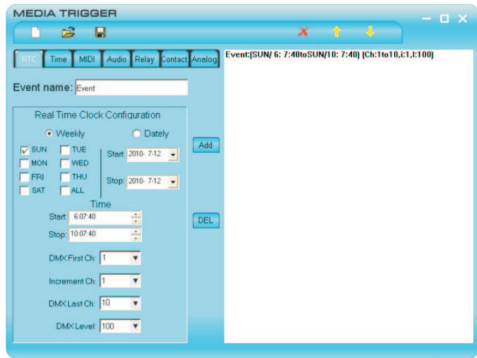 MEDIA TRIGGER
RTC Time MIDI Audio Relay Contact Analog
Event:[SUN/ 6: 7:40toSUN/10: 7:40] [Ch:1to10,i:1,l:100]
Event name: Event
Real Time Clock Configuration
Weekly Dately
SUN TUE
MON WED
FRI THU
SAT ALL
Start: 2010- 7-12
Stop: 2010- 7-12
Add
Time
Start: 6:07:40
Stop: 10:07:40
DEL
DMX First Ch: 1
Increment Ch: 1
DMX Last Ch: 10
DMX Level: 100